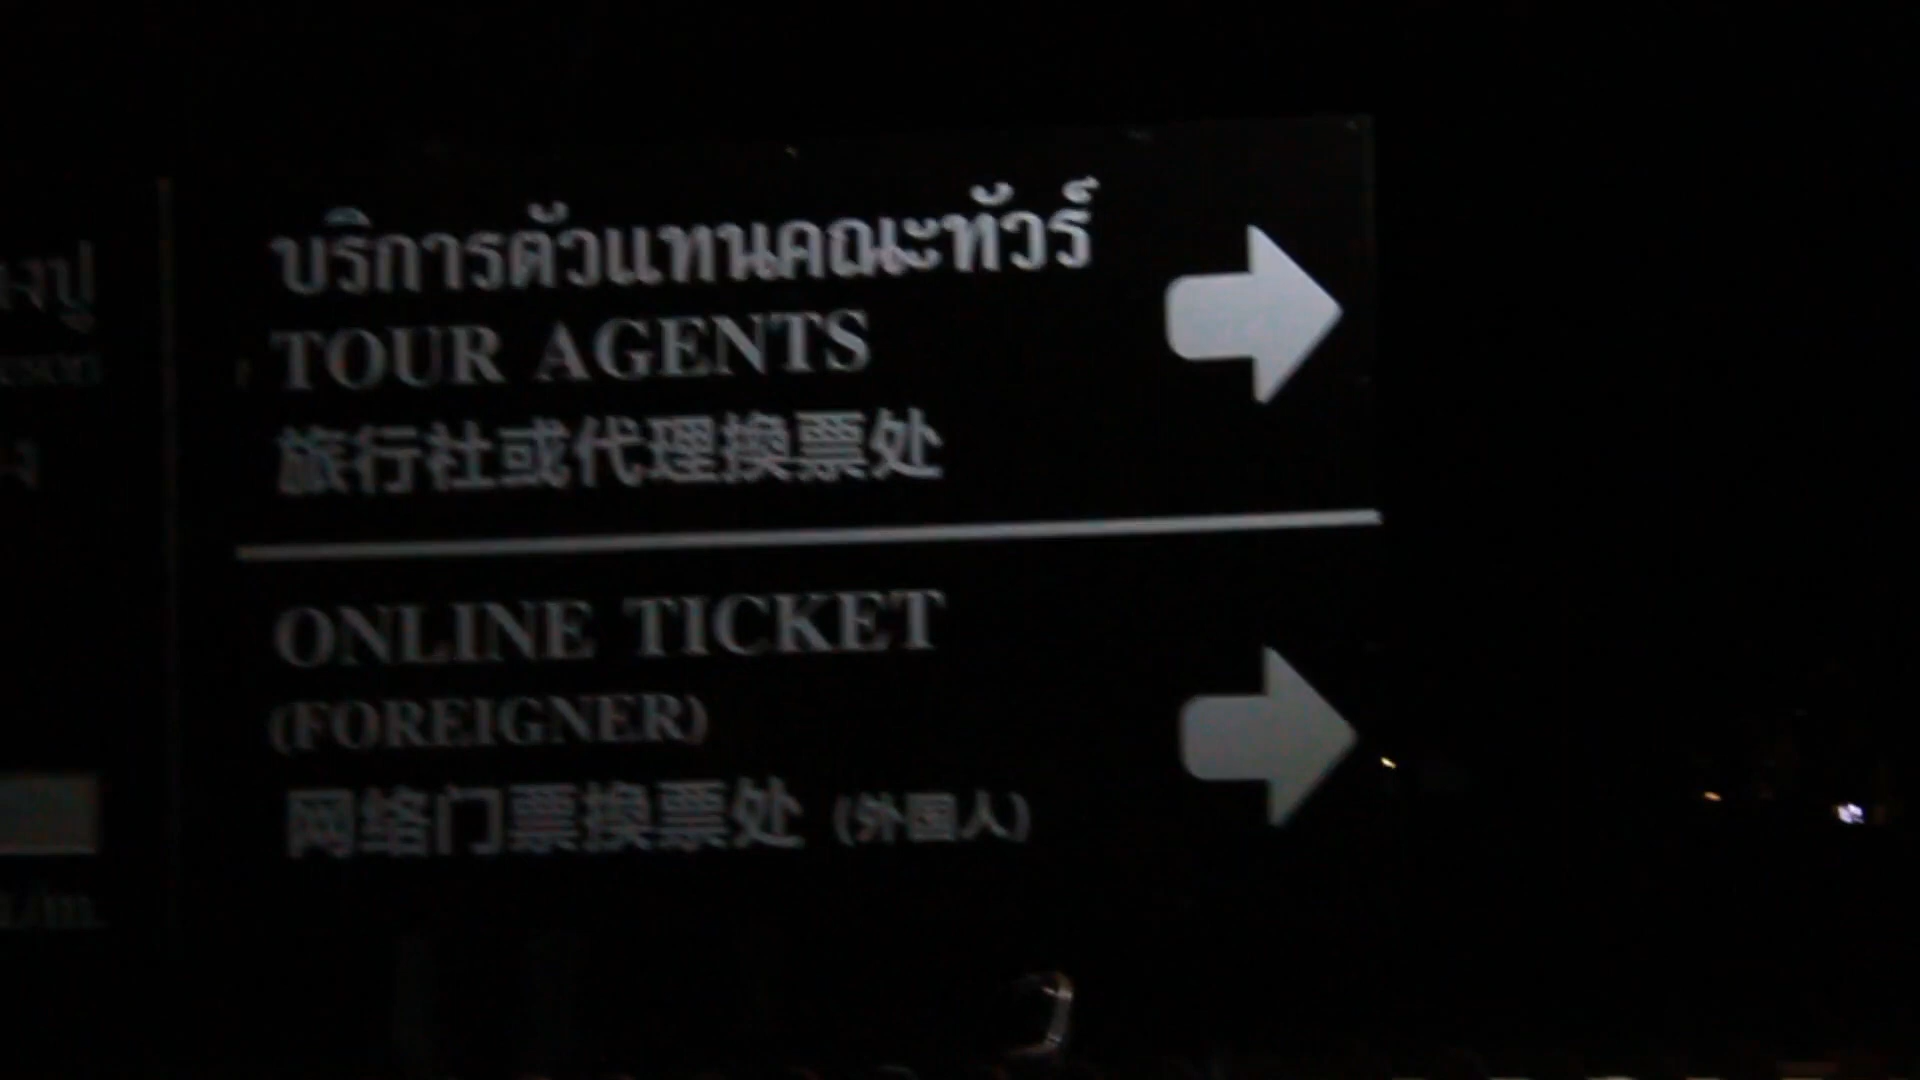 บริการตัวแทนคณะทัวร์
TOUR AGENTS
旅行社或代理换票处
ONLINE TICKET
(FOREIGNER)
网络门票换票处 (外国人)